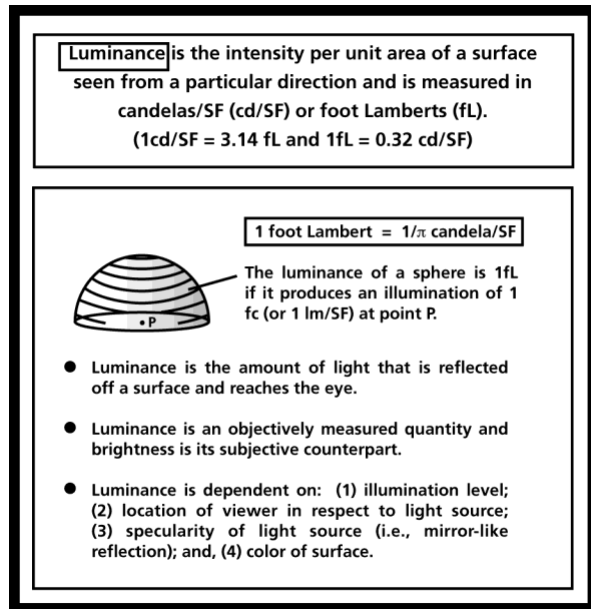 Luminance is the intensity per unit area of a surface
seen from a particular direction and is measured in
candelas/SF (cd/SF) or foot Lamberts (fL).
(1cd/SF = 3.14 fL and 1fL = 0.32 cd/SF)
1 foot Lambert = 1/π candela/SF
The luminance of a sphere is 1fL
if it produces an illumination of 1
fc (or 1 lm/SF) at point P.
• P
● Luminance is the amount of light that is reflected
off a surface and reaches the eye.
● Luminance is an objectively measured quantity and
brightness is its subjective counterpart.
● Luminance is dependent on: (1) illumination level;
(2) location of viewer in respect to light source;
(3) specularity of light source (i.e., mirror-like
reflection); and, (4) color of surface.